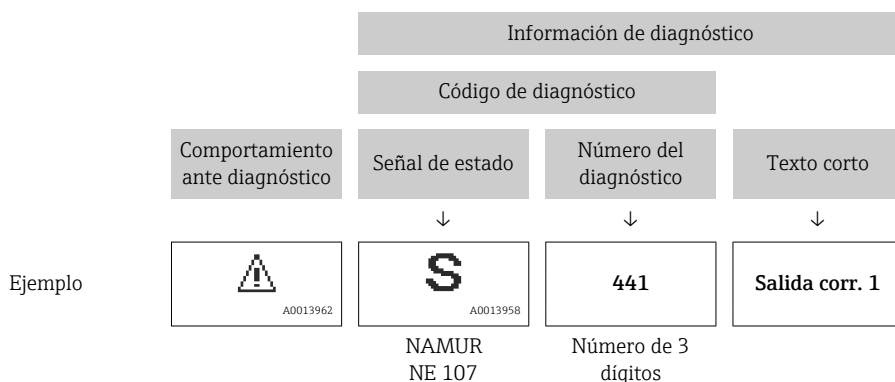 Información de diagnóstico
Código de diagnóstico
Comportamiento
ante diagnóstico
Señal de estado
Número del
diagnóstico
Texto corto
↓
↓
↓
Ejemplo
A0013962
S
A0013958
441
Salida corr. 1
NAMUR
NE 107
Número de 3
dígitos